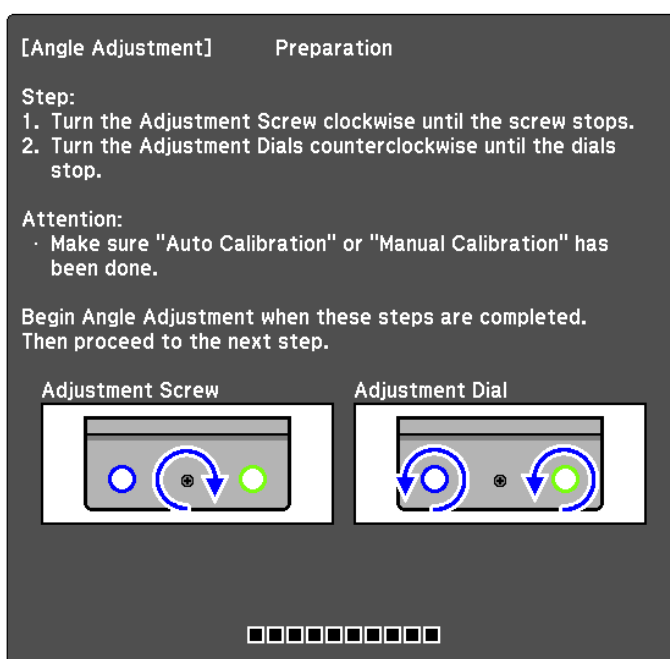 [Angle Adjustment] Preparation
Step:
1. Turn the Adjustment Screw clockwise until the screw stops.
2. Turn the Adjustment Dials counterclockwise until the dials
stop.
Attention:
· Make sure "Auto Calibration" or "Manual Calibration" has
been done.
Begin Angle Adjustment when these steps are completed.
Then proceed to the next step.
Adjustment Screw
Adjustment Dial